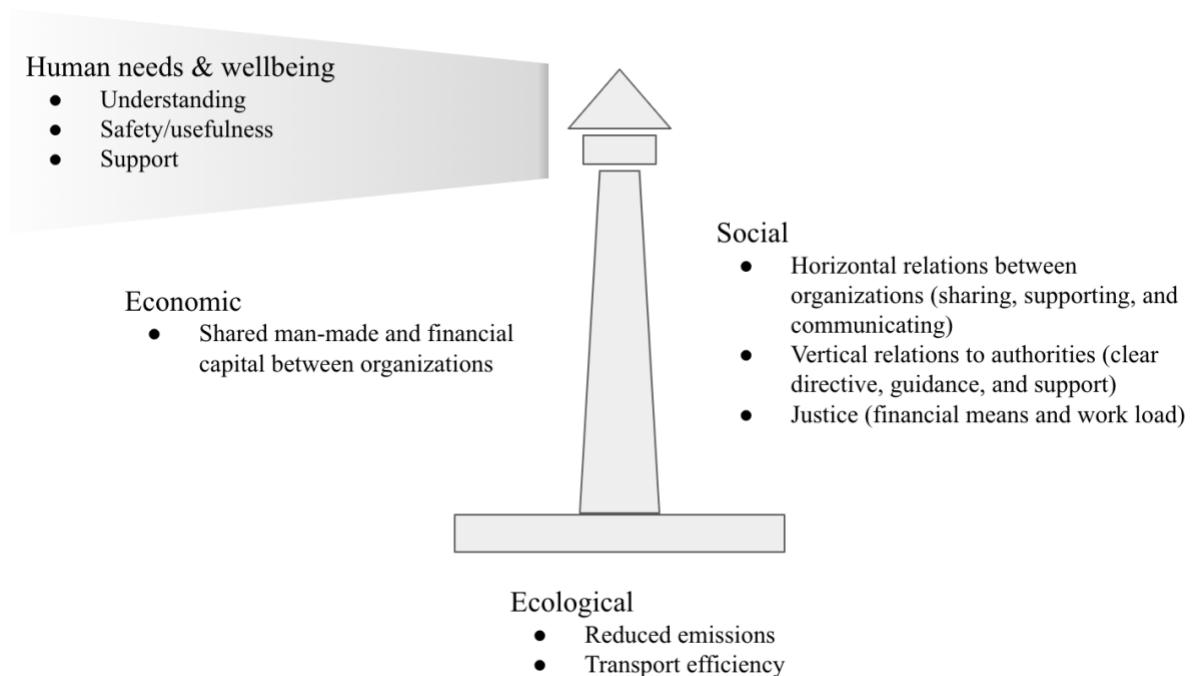 Human needs & wellbeing
● Understanding
● Safety/usefulness
● Support
Economic
● Shared man-made and financial
capital between organizations
Social
● Horizontal relations between
organizations (sharing, supporting, and
communicating)
● Vertical relations to authorities (clear
directive, guidance, and support)
● Justice (financial means and work load)
Ecological
● Reduced emissions
● Transport efficiency